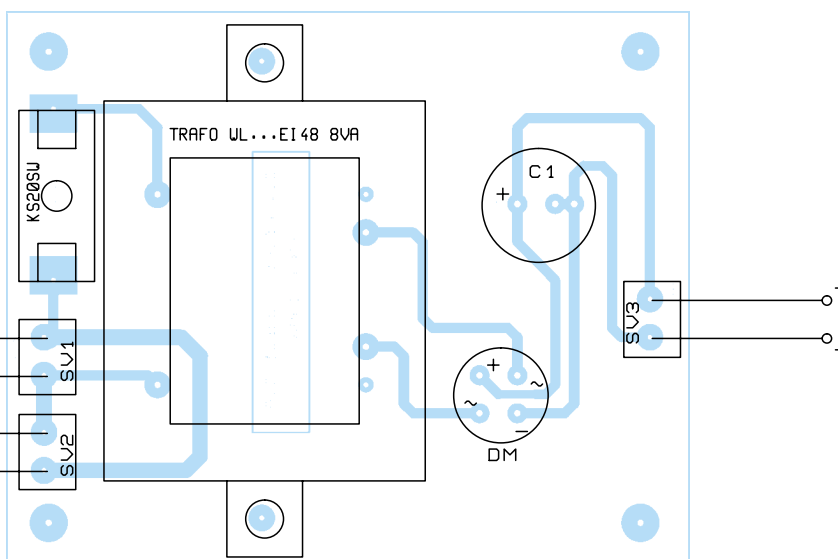 TRAFO WL...EI48 8VA
C1
+
KS20SW
SV3
SV1
+
~
~
−
SV2
DM